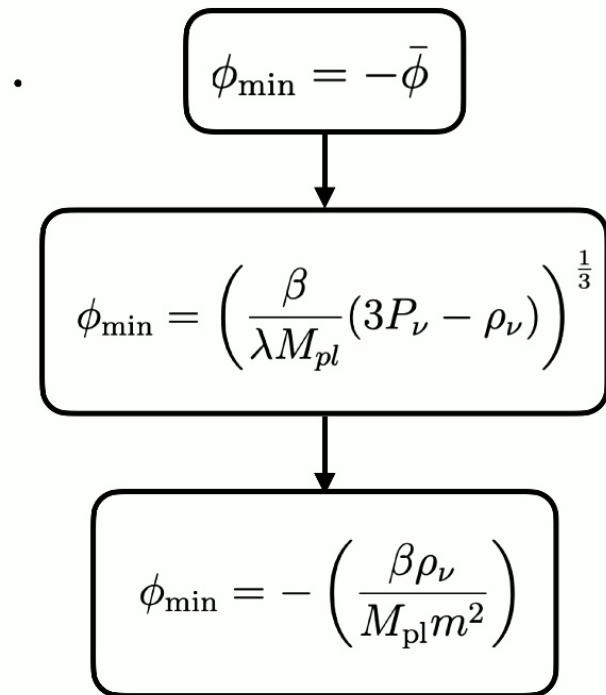 .
ϕ_min = −ϕ̄
ϕ_min = (β/(λM_pl) (3P_ν − ρ_ν))^(1/3)
ϕ_min = −(βρ_ν/(M_pl m²))